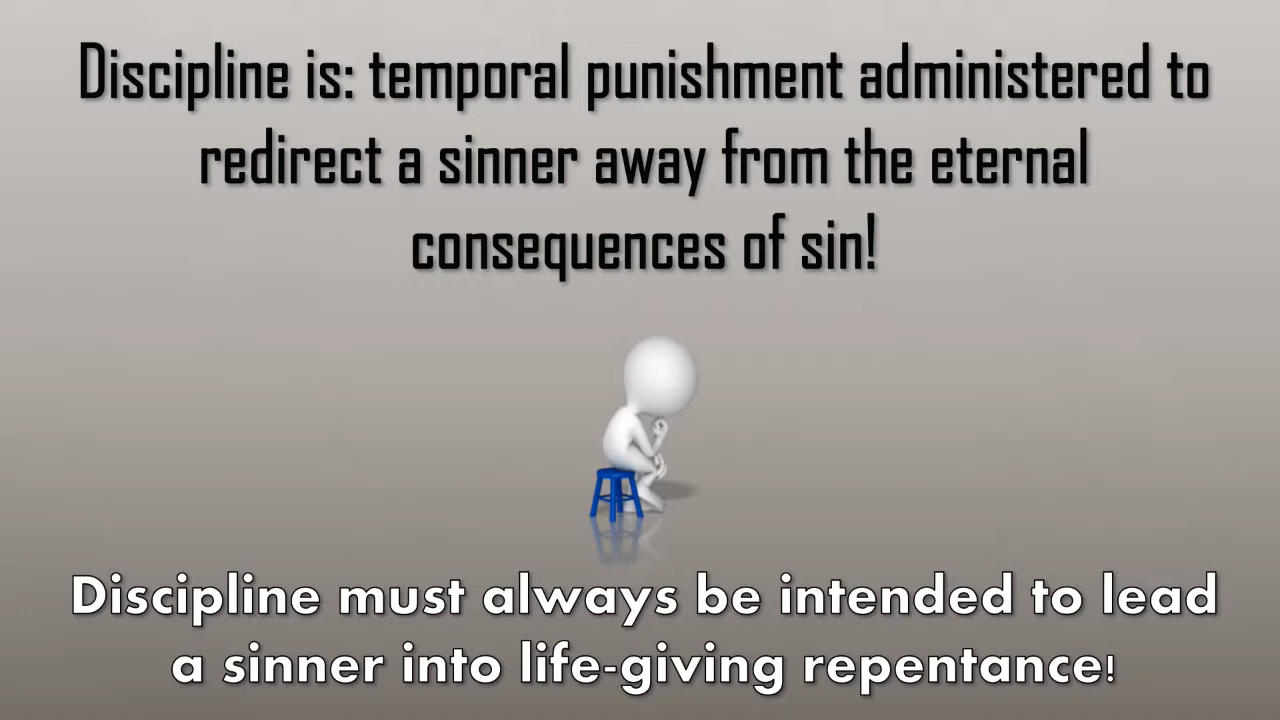 Discipline is: temporal punishment administered to
redirect a sinner away from the eternal
consequences of sin!
Discipline must always be intended to lead
a sinner into life-giving repentance!